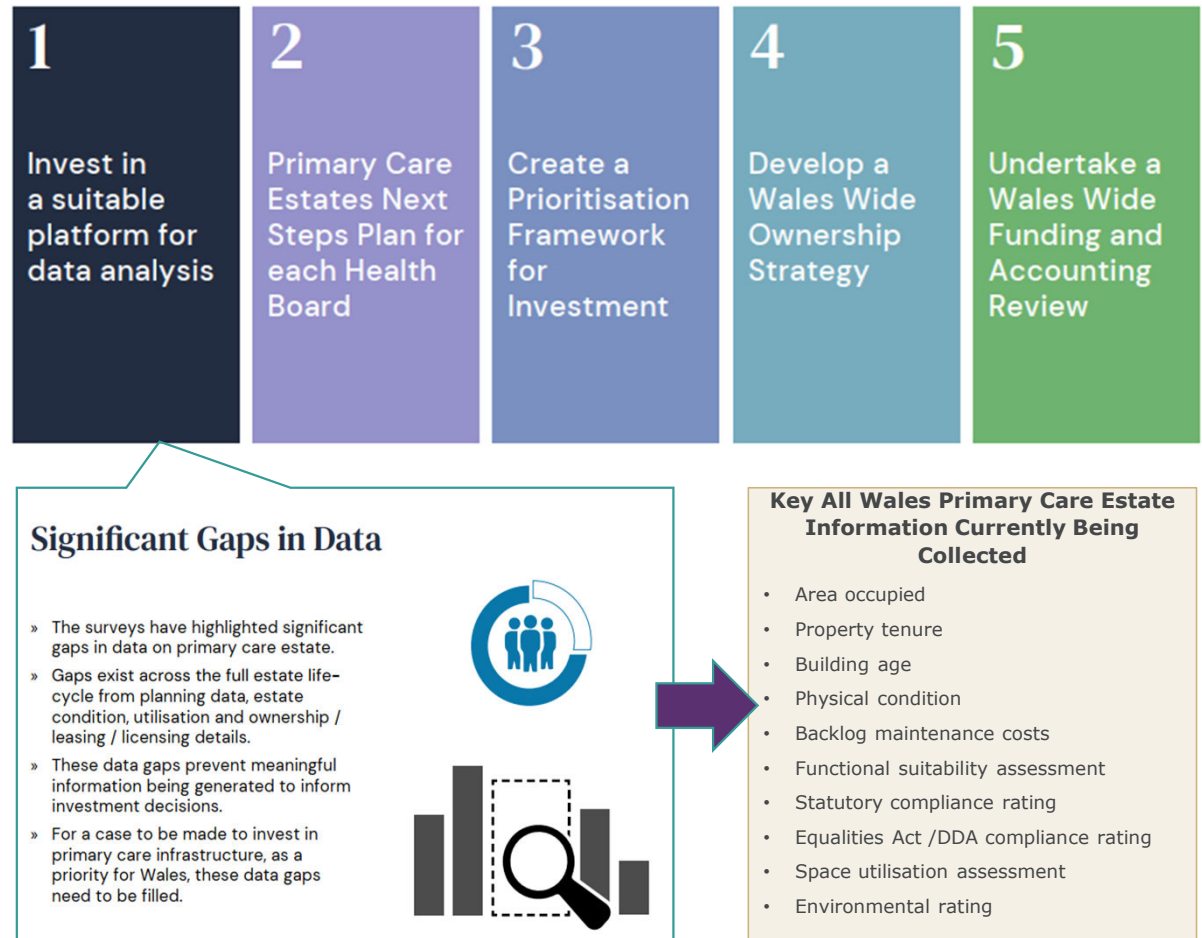 1
Invest in
a suitable
platform for
data analysis
2
Primary Care
Estates Next
Steps Plan for
each Health
Board
3
Create a
Prioritisation
Framework
for
Investment
4
Develop a
Wales Wide
Ownership
Strategy
5
Undertake a
Wales Wide
Funding and
Accounting
Review
Significant Gaps in Data
» The surveys have highlighted significant
gaps in data on primary care estate.
» Gaps exist across the full estate life-
cycle from planning data, estate
condition, utilisation and ownership /
leasing / licensing details.
» These data gaps prevent meaningful
information being generated to inform
investment decisions.
» For a case to be made to invest in
primary care infrastructure, as a
priority for Wales, these data gaps
need to be filled.
Key All Wales Primary Care Estate
Information Currently Being
Collected
• Area occupied
• Property tenure
• Building age
• Physical condition
• Backlog maintenance costs
• Functional suitability assessment
• Statutory compliance rating
• Equalities Act /DDA compliance rating
• Space utilisation assessment
• Environmental rating